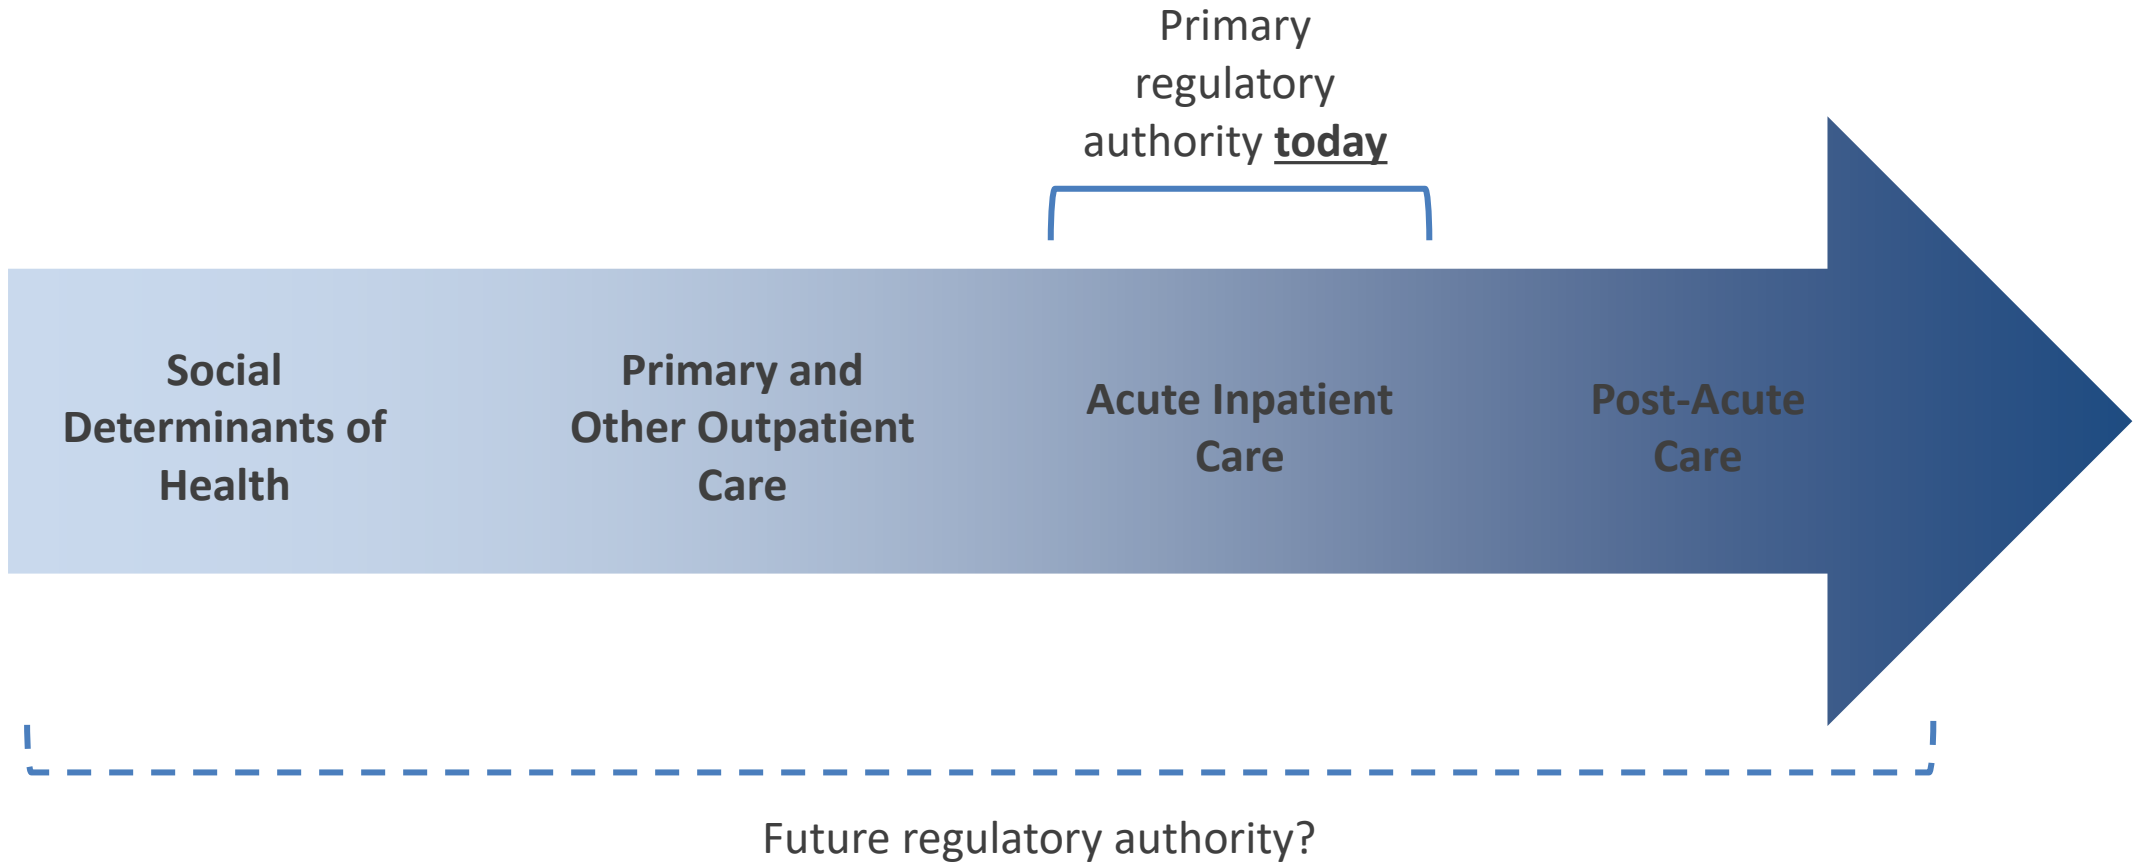 Primary
regulatory
authority today
Social
Determinants of
Health
Primary and
Other Outpatient
Care
Acute Inpatient
Care
Post-Acute
Care
Future regulatory authority?